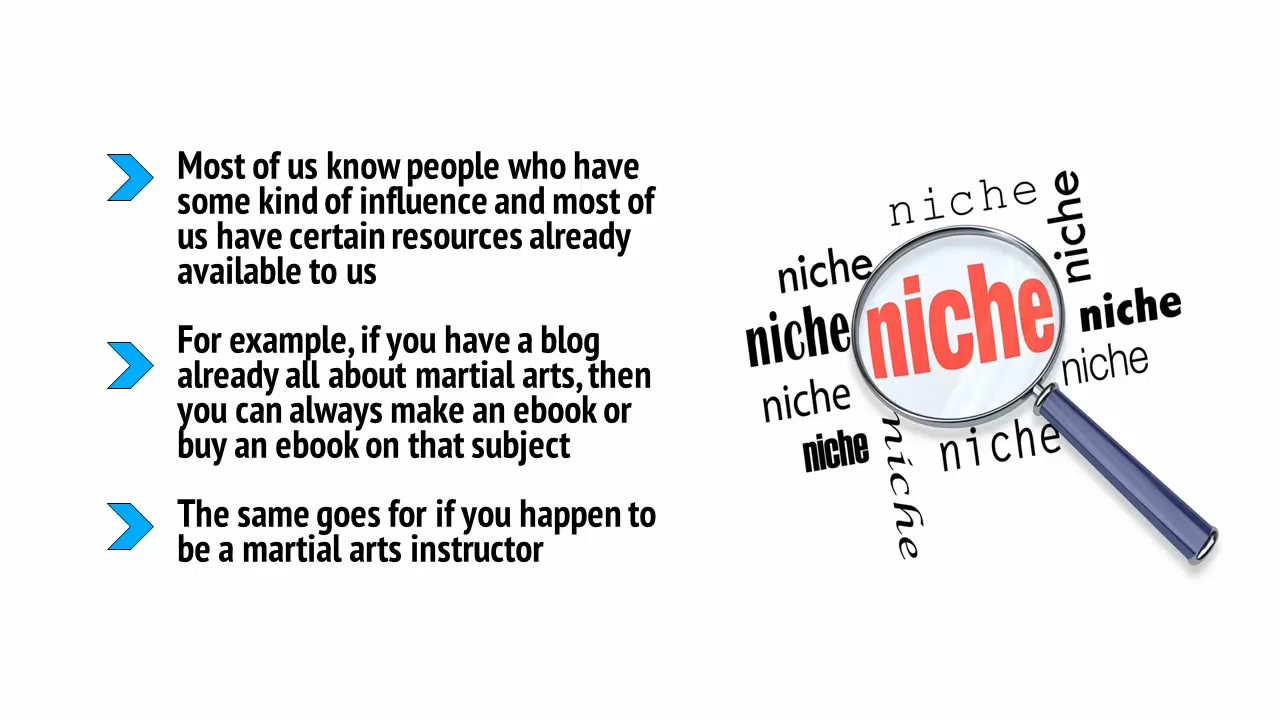 Most of us know people who have
some kind of influence and most of
us have certain resources already
available to us
For example, if you have a blog
already all about martial arts, then
you can always make an ebook or
buy an ebook on that subject
The same goes for if you happen to
be a martial arts instructor
niche
niche
niche
niche
niche
niche
niche
niche
niche
niche
niche
niche